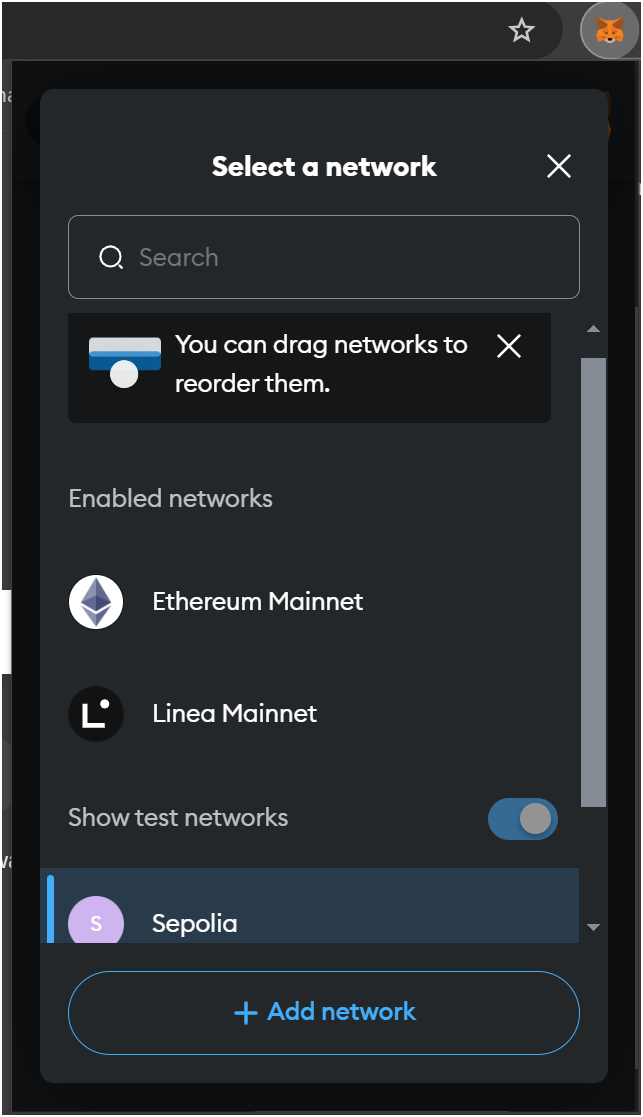 Select a network
Search
You can drag networks to
reorder them.
Enabled networks
Ethereum Mainnet
Linea Mainnet
Show test networks
S
Sepolia
+ Add network